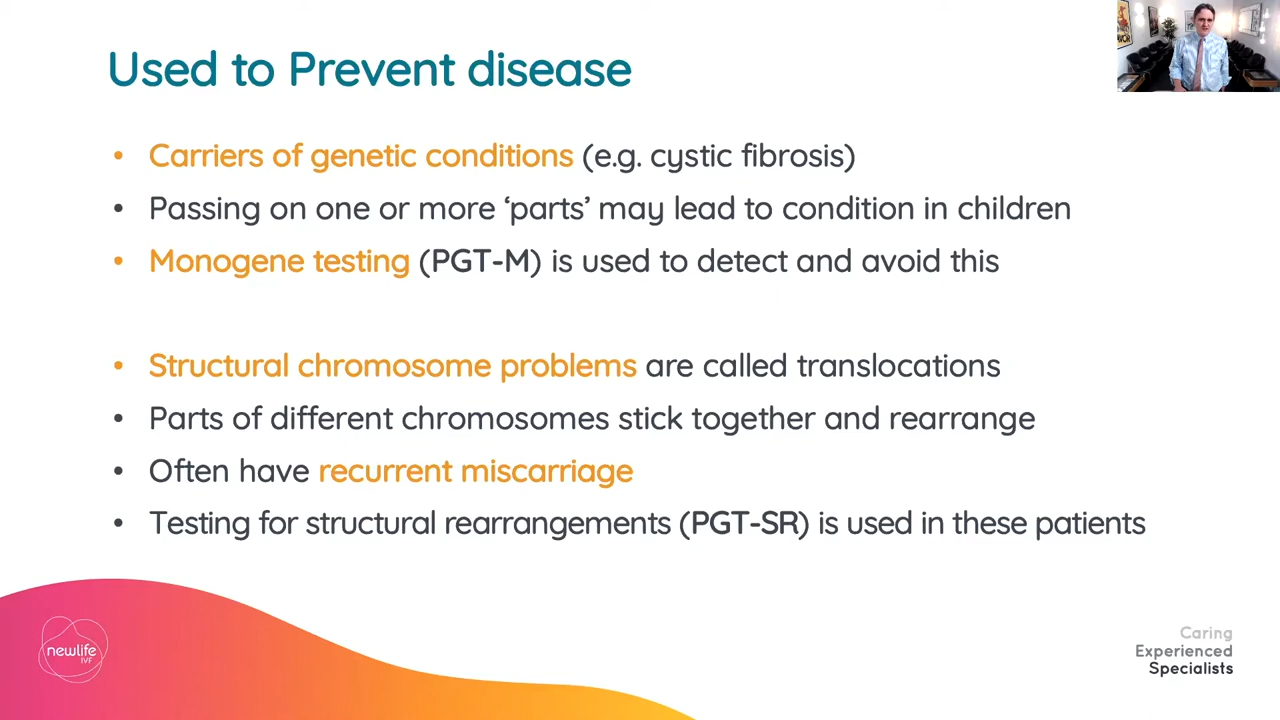 Used to Prevent disease
• Carriers of genetic conditions (e.g. cystic fibrosis)
• Passing on one or more ‘parts’ may lead to condition in children
• Monogene testing (PGT-M) is used to detect and avoid this
• Structural chromosome problems are called translocations
• Parts of different chromosomes stick together and rearrange
• Often have recurrent miscarriage
• Testing for structural rearrangements (PGT-SR) is used in these patients
newlife
IVF
Caring
Experienced
Specialists